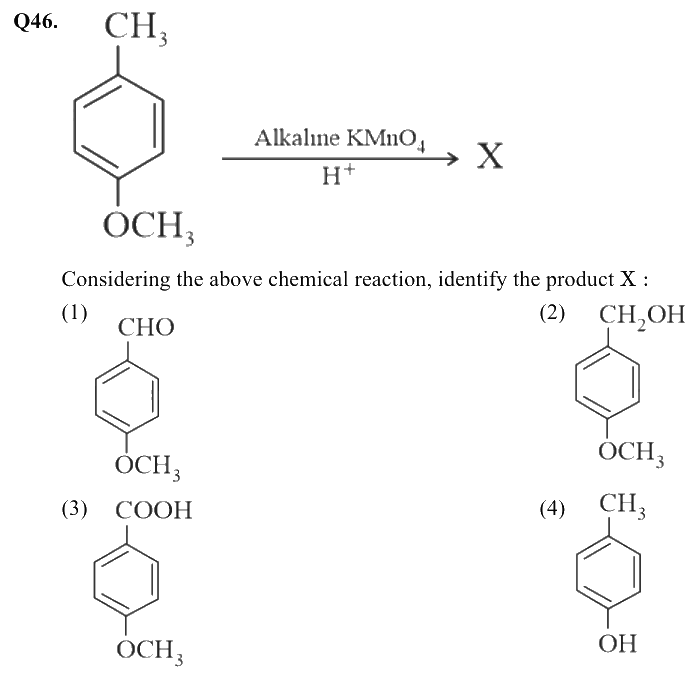 Q46.
CH3
Alkaline KMnO4
H+
X
OCH3
Considering the above chemical reaction, identify the product X :
(1)
CHO
OCH3
(2)
CH2OH
OCH3
(3)
COOH
OCH3
(4)
CH3
OH